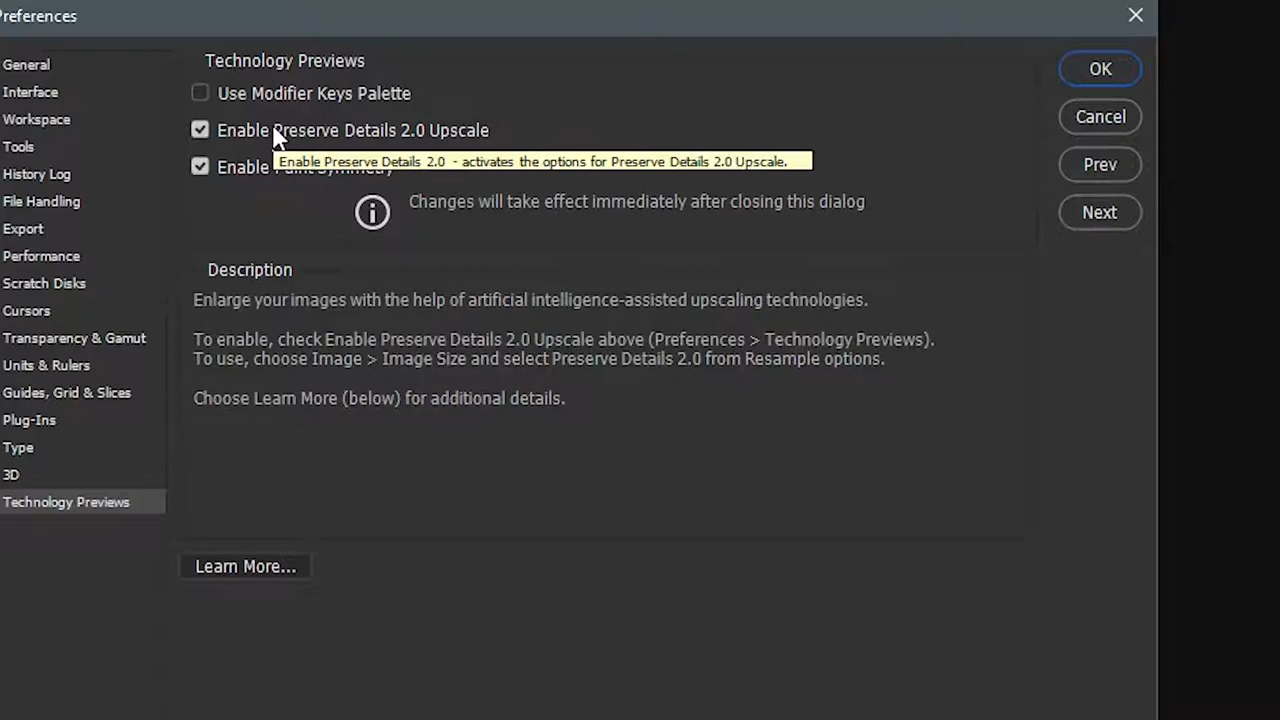 Preferences
General
Interface
Workspace
Tools
History Log
File Handling
Export
Performance
Scratch Disks
Cursors
Transparency & Gamut
Units & Rulers
Guides, Grid & Slices
Plug-Ins
Type
3D
Technology Previews
Technology Previews
Use Modifier Keys Palette
Enable Preserve Details 2.0 Upscale
Enable Preserve Details 2.0 - activates the options for Preserve Details 2.0 Upscale.
Enable Paint Symmetry
Changes will take effect immediately after closing this dialog
Description
Enlarge your images with the help of artificial intelligence-assisted upscaling technologies.
To enable, check Enable Preserve Details 2.0 Upscale above (Preferences > Technology Previews).
To use, choose Image > Image Size and select Preserve Details 2.0 from Resample options.
Choose Learn More (below) for additional details.
Learn More...
OK
Cancel
Prev
Next